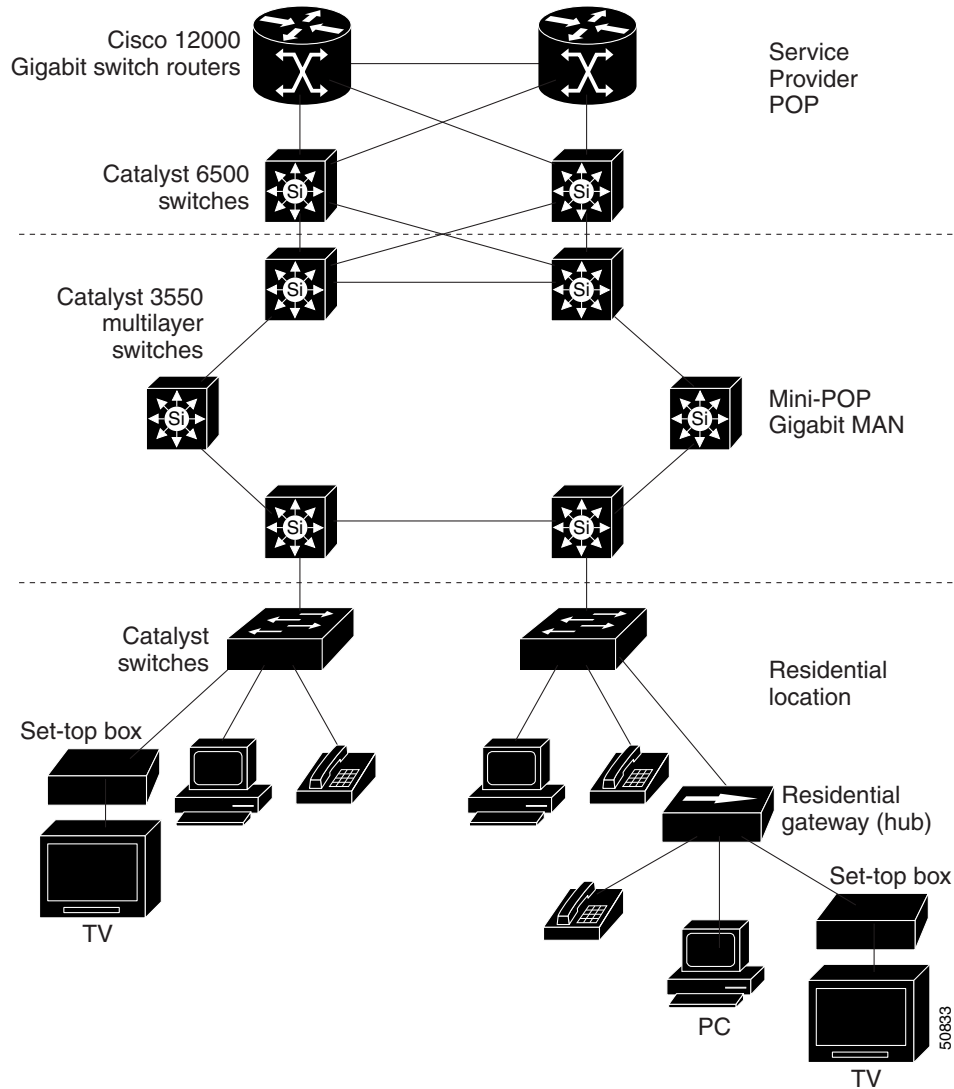 Cisco 12000
Gigabit switch routers
Service
Provider
POP
Catalyst 6500
switches
Si
Si
Si
Si
Catalyst 3550
multilayer
switches
Si
Si
Mini-POP
Gigabit MAN
Si
Si
Catalyst
switches
Residential
location
Set-top box
TV
Residential
gateway (hub)
Set-top box
PC
TV
50833